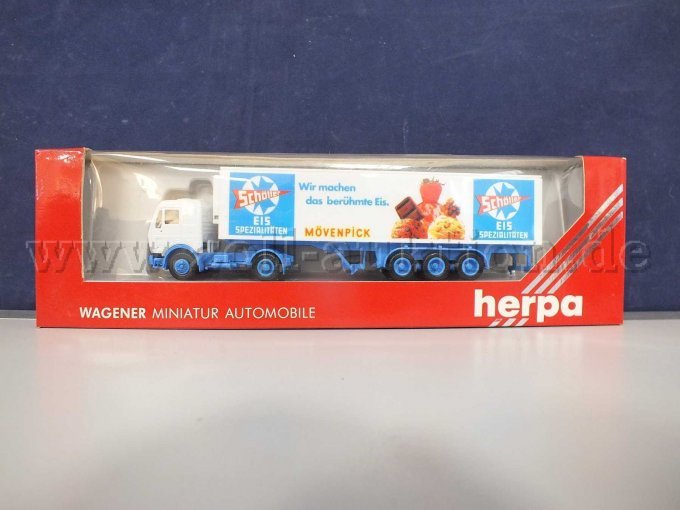 Schöller
EIS
SPEZIALITÄTEN
Wir machen
das berühmte Eis.
MÖVENPICK
Schöller
EIS
SPEZIALITÄTEN
WAGENER MINIATUR AUTOMOBILE
herpa